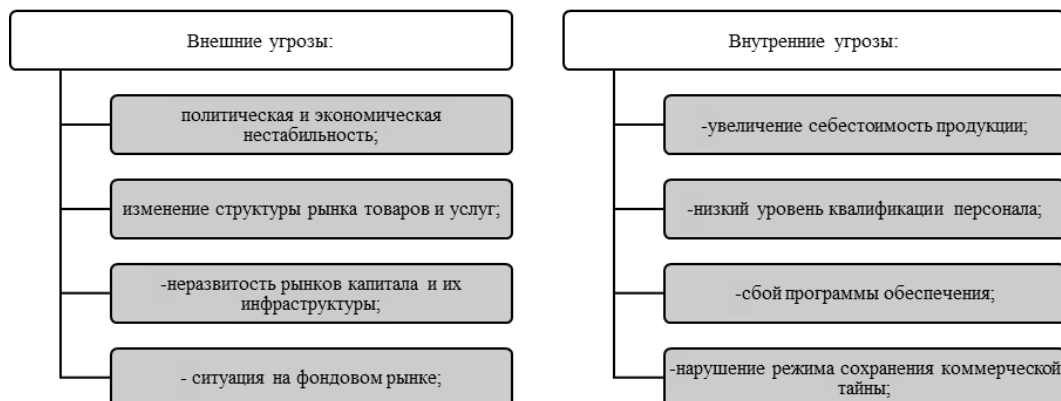 Внешние угрозы:
политическая и экономическая
нестабильность;
изменение структуры рынка товаров и услуг;
-неразвитость рынков капитала и их
инфраструктуры;
- ситуация на фондовом рынке;
Внутренние угрозы:
-увеличение себестоимость продукции;
-низкий уровень квалификации персонала;
-сбой программы обеспечения;
-нарушение режима сохранения коммерческой
тайны;